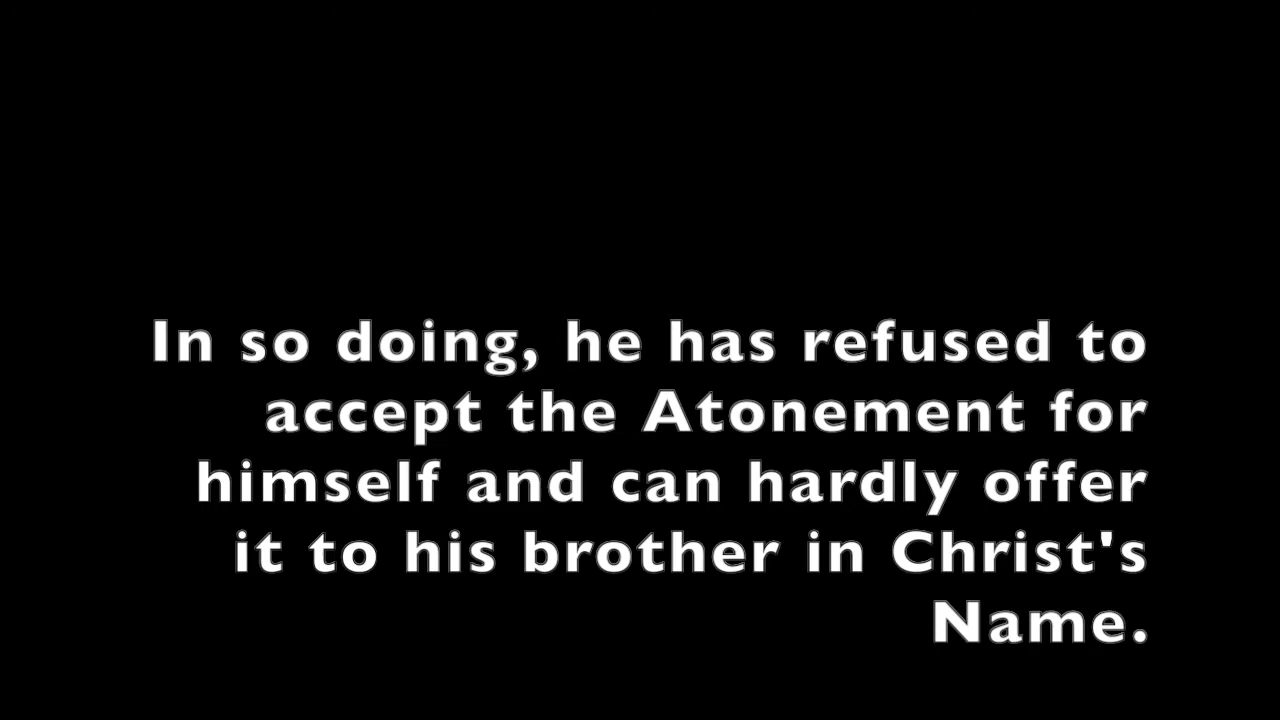 In so doing, he has refused to
accept the Atonement for
himself and can hardly offer
it to his brother in Christ's
Name.